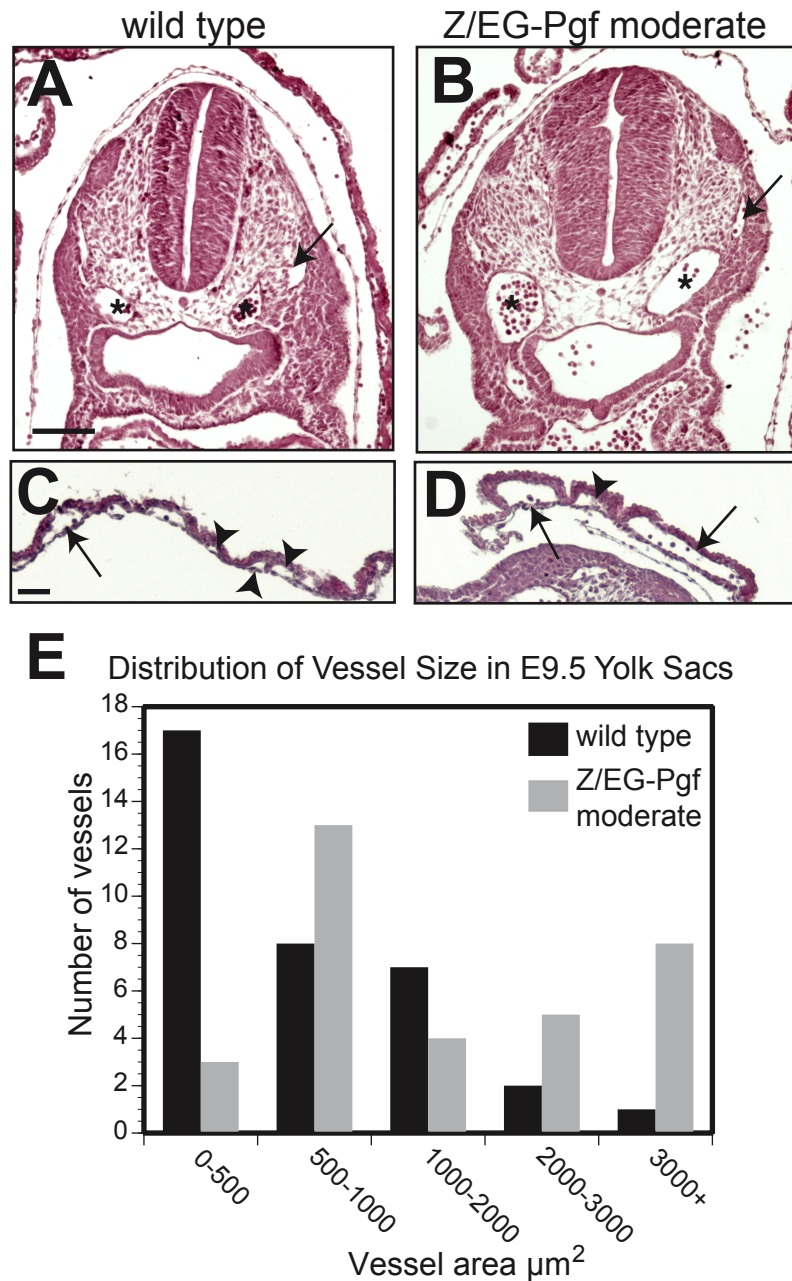 wild type
Z/EG-Pgf moderate
A
B
*
*
*
*
C
D
E
Distribution of Vessel Size in E9.5 Yolk Sacs
18
16
14
12
10
8
6
4
2
0
Number of vessels
wild type
Z/EG-Pgf
moderate
0-500
500-1000
1000-2000
2000-3000
3000+
Vessel area µm²